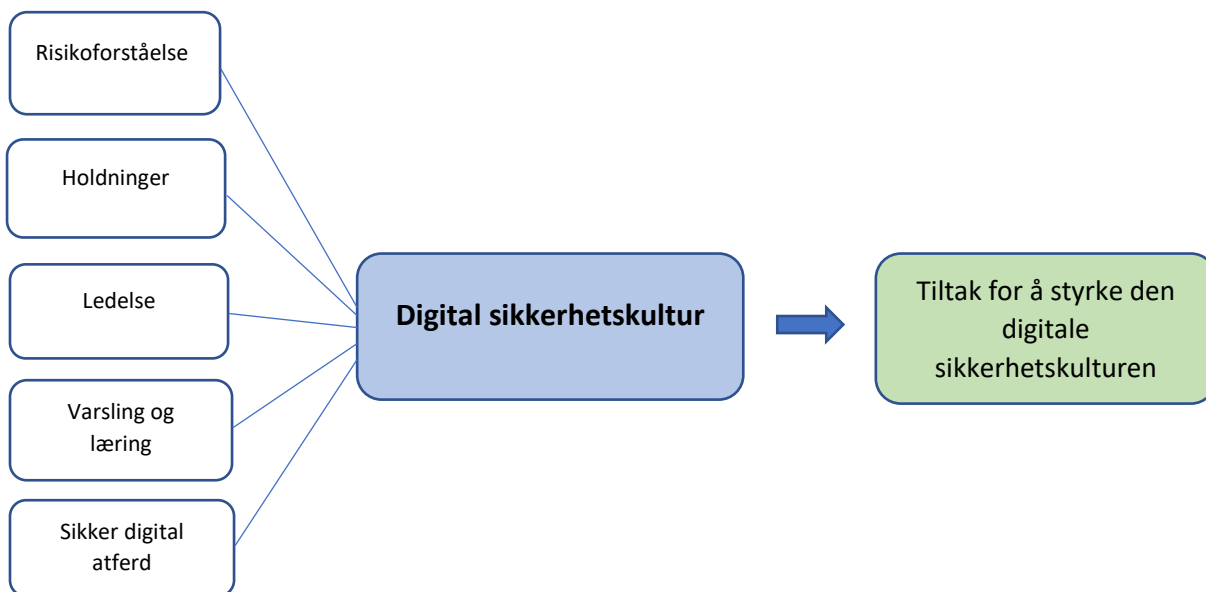 Risikoforståelse
Holdninger
Ledelse
Varsling og
læring
Sikker digital
atferd
Digital sikkerhetskultur
Tiltak for å styrke den
digitale
sikkerhetskulturen